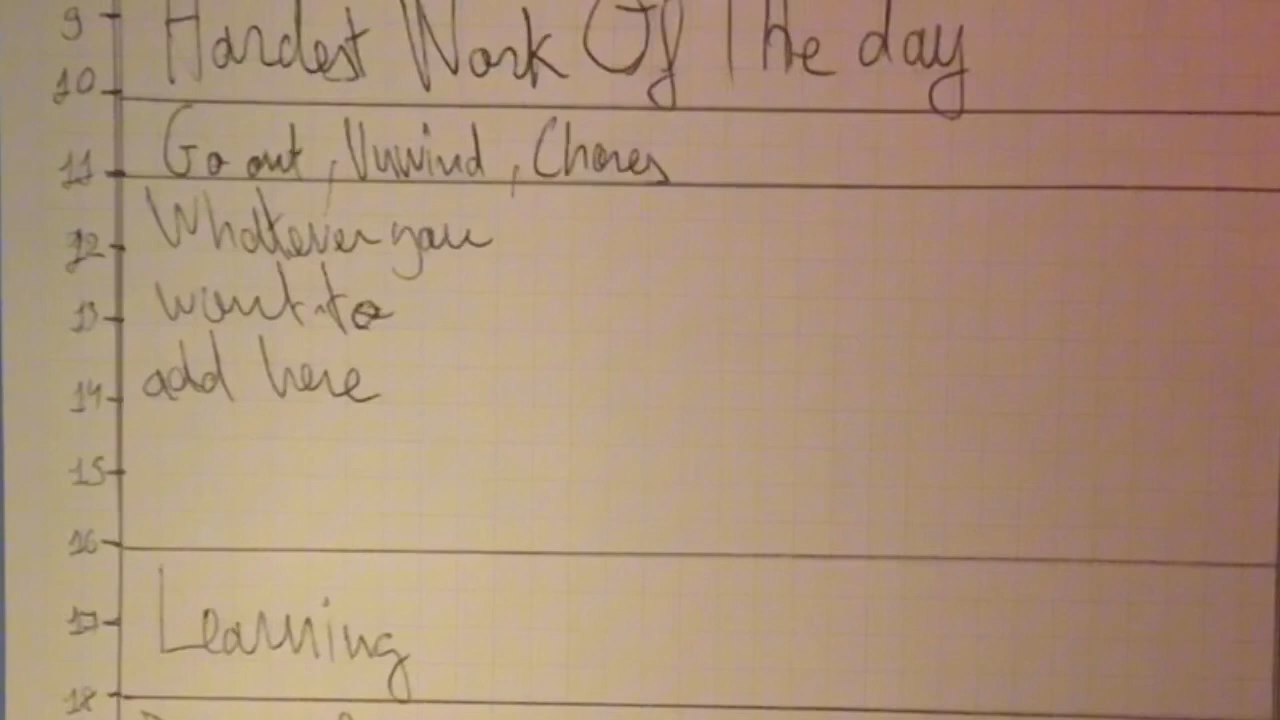 9 Hardest Work Of The day
10
Go out, Unwind, Chores
11
Whatever you
12
want to
13
add here
14
15
16
Learning
17
18